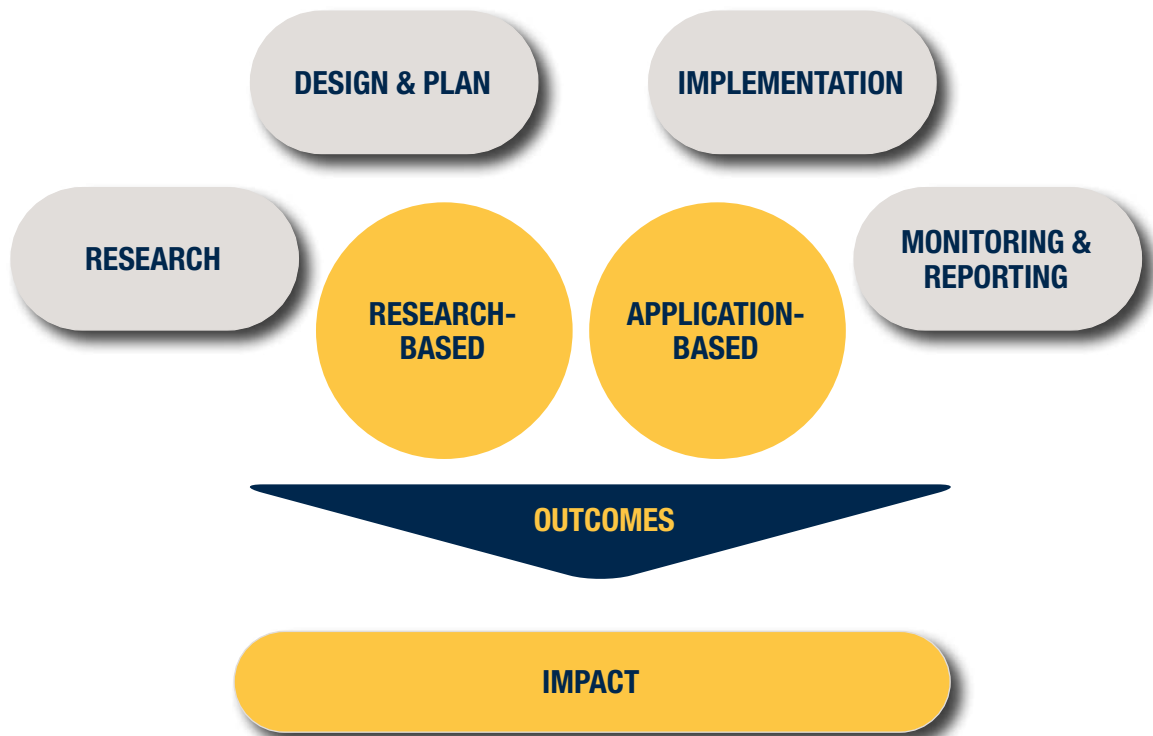 DESIGN & PLAN
IMPLEMENTATION
RESEARCH
MONITORING &
REPORTING
RESEARCH-
BASED
APPLICATION-
BASED
OUTCOMES
IMPACT